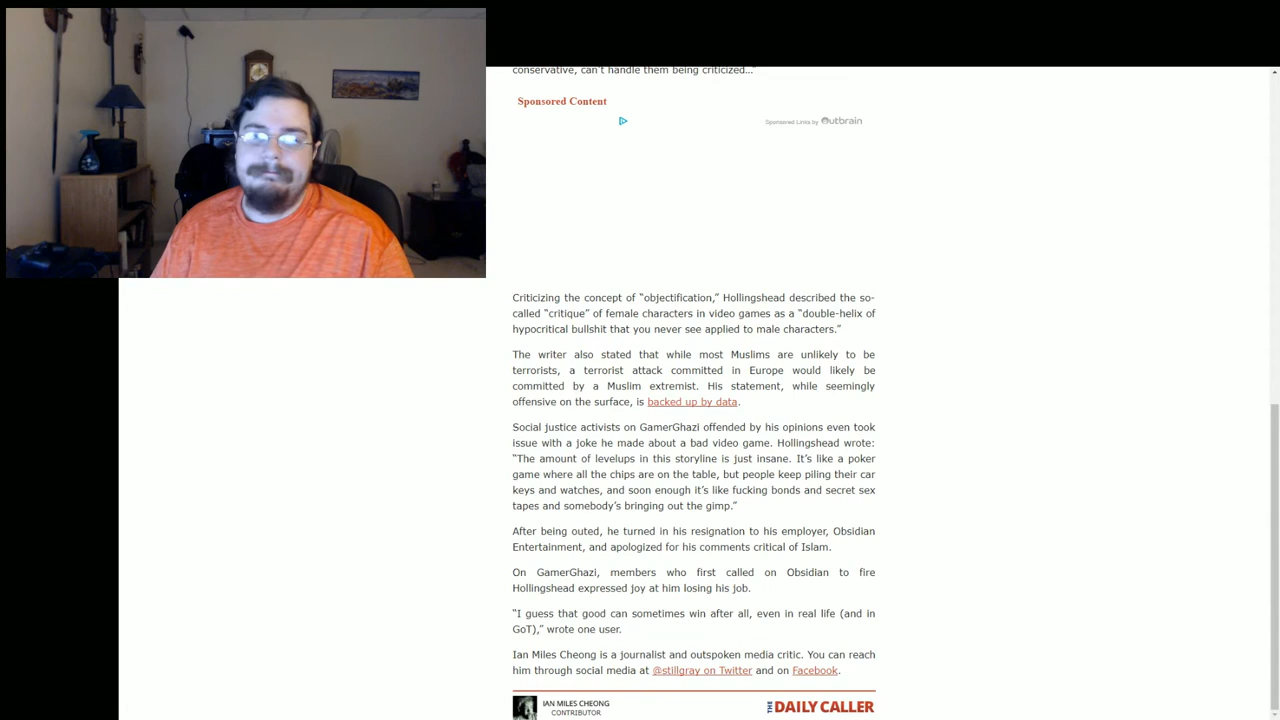 conservative, can't handle them being criticized…"
Sponsored Content
Sponsored Links by Outbrain
Criticizing the concept of “objectification,” Hollingshead described the so-
called “critique” of female characters in video games as a “double-helix of
hypocritical bullshit that you never see applied to male characters.”
The writer also stated that while most Muslims are unlikely to be
terrorists, a terrorist attack committed in Europe would likely be
committed by a Muslim extremist. His statement, while seemingly
offensive on the surface, is backed up by data.
Social justice activists on GamerGhazi offended by his opinions even took
issue with a joke he made about a bad video game. Hollingshead wrote:
“The amount of levelups in this storyline is just insane. It’s like a poker
game where all the chips are on the table, but people keep piling their car
keys and watches, and soon enough it’s like fucking bonds and secret sex
tapes and somebody’s bringing out the gimp.”
After being outed, he turned in his resignation to his employer, Obsidian
Entertainment, and apologized for his comments critical of Islam.
On GamerGhazi, members who first called on Obsidian to fire
Hollingshead expressed joy at him losing his job.
“I guess that good can sometimes win after all, even in real life (and in
GoT),” wrote one user.
Ian Miles Cheong is a journalist and outspoken media critic. You can reach
him through social media at @stillgray on Twitter and on Facebook.
IAN MILES CHEONG
CONTRIBUTOR
THE DAILY CALLER